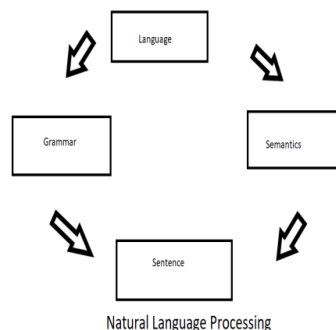 Language
Grammar
Semantics
Sentence
Natural Language Processing